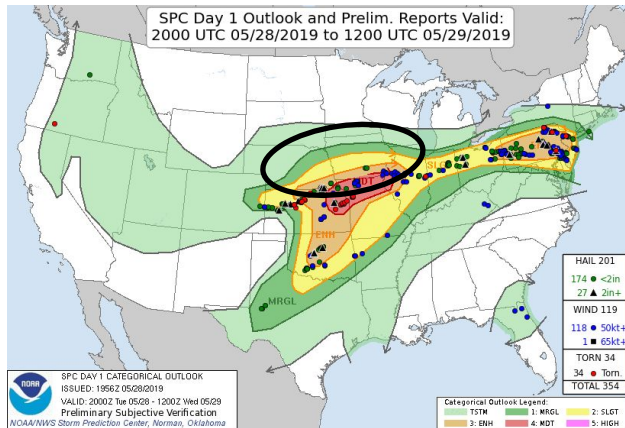 SPC Day 1 Outlook and Prelim. Reports Valid:
2000 UTC 05/28/2019 to 1200 UTC 05/29/2019
MDT
SLGT
ENH
MRGL
HAIL 201
174 ● <2in
27 ▲ 2in+
WIND 119
118 ● 50kt+
1 ■ 65kt+
TORN 34
34 ● Torn.
TOTAL 354
NOAA
SPC DAY 1 CATEGORICAL OUTLOOK
ISSUED: 1956Z 05/28/2019
VALID: 2000Z Tue 05/28 - 1200Z Wed 05/29
Preliminary Subjective Verification
NOAA/NWS Storm Prediction Center, Norman, Oklahoma
Categorical Outlook Legend:
TSTM 1: MRGL 2: SLGT
3: ENH 4: MDT 5: HIGH